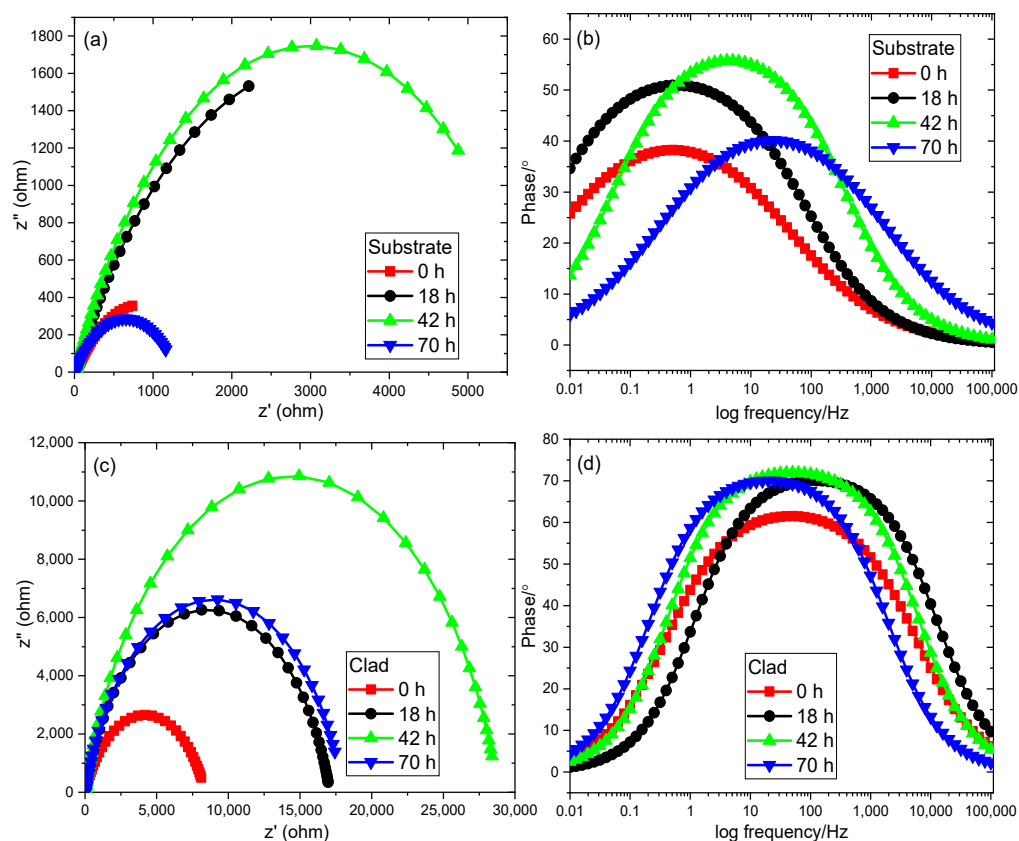 (a)
1800
1600
1400
1200
1000
800
600
400
200
0
z'' (ohm)
Substrate
0 h
18 h
42 h
70 h
0 1000 2000 3000 4000 5000
z' (ohm)
(b)
60
50
40
30
20
10
0
Phase/°
Substrate
0 h
18 h
42 h
70 h
0.01 0.1 1 10 100 1,000 10,000 100,000
log frequency/Hz
(c)
12,000
10,000
8,000
6,000
4,000
2,000
0
z'' (ohm)
Clad
0 h
18 h
42 h
70 h
0 5,000 10,000 15,000 20,000 25,000 30,000
z' (ohm)
(d)
80
70
60
50
40
30
20
10
0
Phase/°
Clad
0 h
18 h
42 h
70 h
0.01 0.1 1 10 100 1,000 10,000 100,000
log frequency/Hz